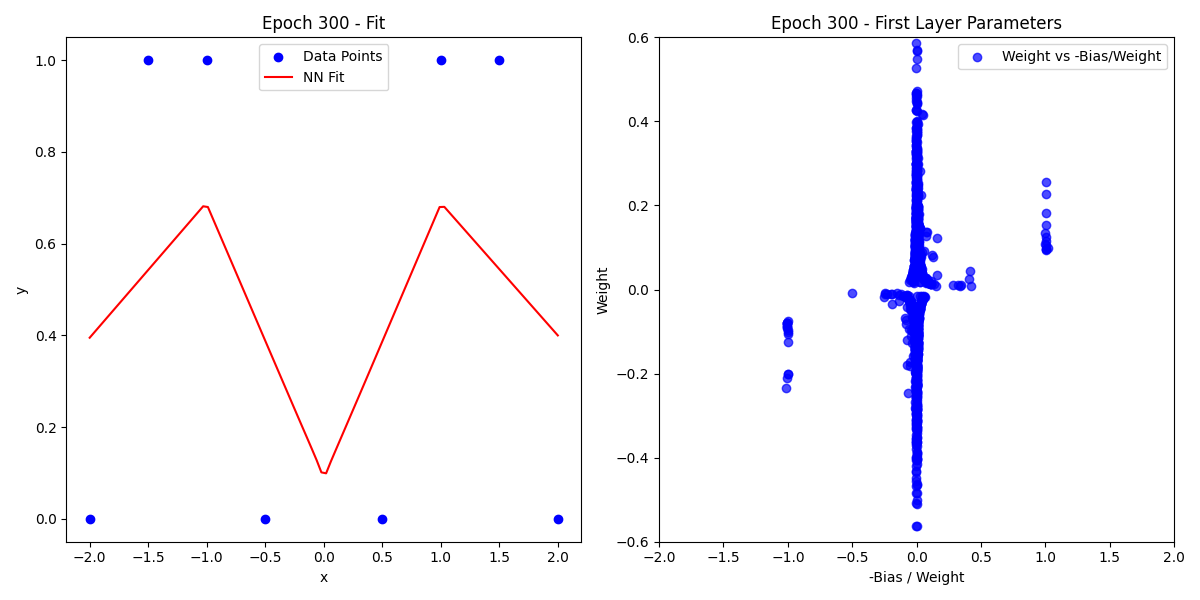 Epoch 300 - Fit
Data Points
NN Fit
1.0
0.8
0.6
0.4
0.2
0.0
y
−2.0 −1.5 −1.0 −0.5 0.0 0.5 1.0 1.5 2.0
x
Epoch 300 - First Layer Parameters
Weight vs -Bias/Weight
0.6
0.4
0.2
0.0
−0.2
−0.4
−0.6
Weight
−2.0 −1.5 −1.0 −0.5 0.0 0.5 1.0 1.5 2.0
-Bias / Weight